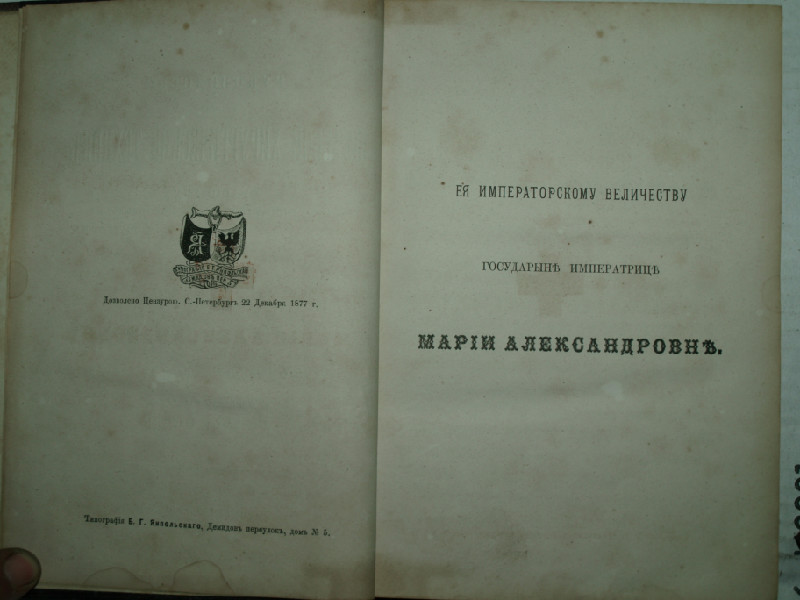 Дозволено Цензурою. С.-Петербургъ 22 Декабря 1877 г.
Типографія В. Г. Янпольскаго, Демидовъ переулокъ, домъ № 5.
ЕЯ ИМПЕРАТОРСКОМУ ВЕЛИЧЕСТВУ
ГОСУДАРЫНѢ ИМПЕРАТРИЦѢ
МАРІИ АЛЕКСАНДРОВНѢ.